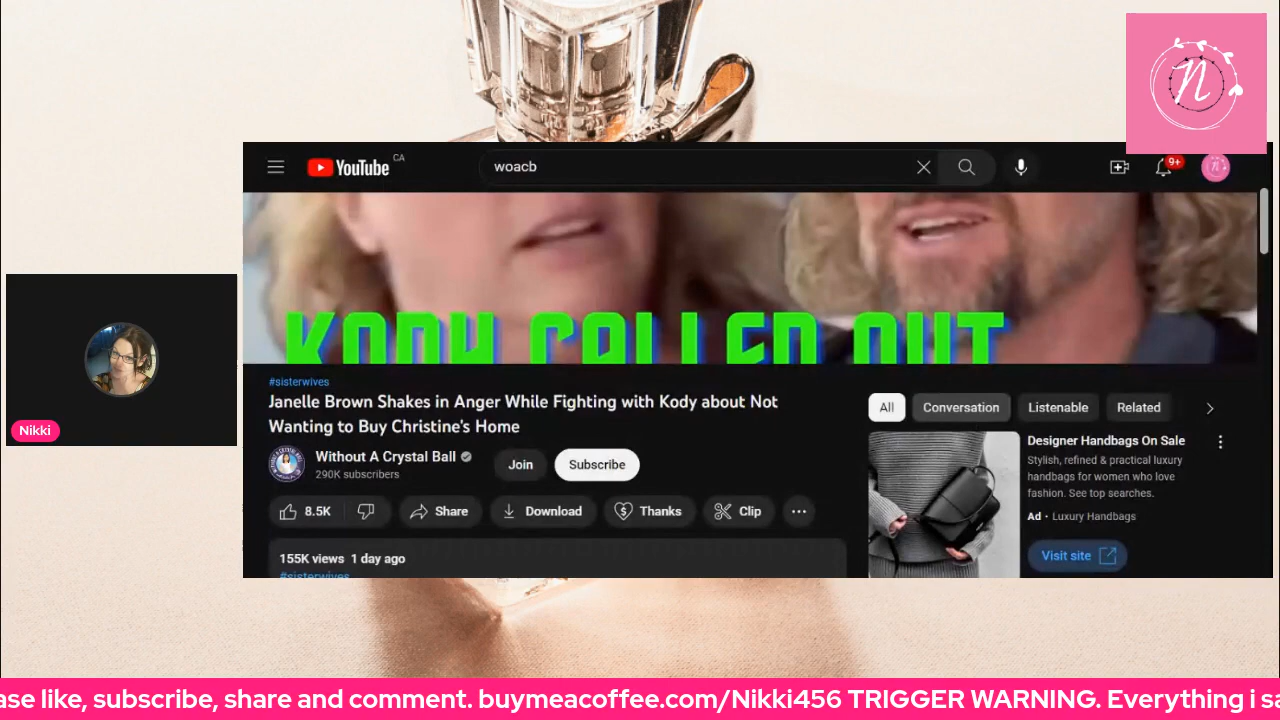 N
YouTube CA
woacb
9+
KODY CALLED OUT
#sisterwives
Janelle Brown Shakes in Anger While Fighting with Kody about Not
Wanting to Buy Christine's Home
Without A Crystal Ball
290K subscribers
Join
Subscribe
8.5K
Share
Download
Thanks
Clip
155K views 1 day ago
#sisterwives
All
Conversation
Listenable
Related
Designer Handbags On Sale
Stylish, refined & practical luxury
handbags for women who love
fashion. See top searches.
Ad · Luxury Handbags
Visit site
Nikki
ase like, subscribe, share and comment. buymeacoffee.com/Nikki456 TRIGGER WARNING. Everything i sa